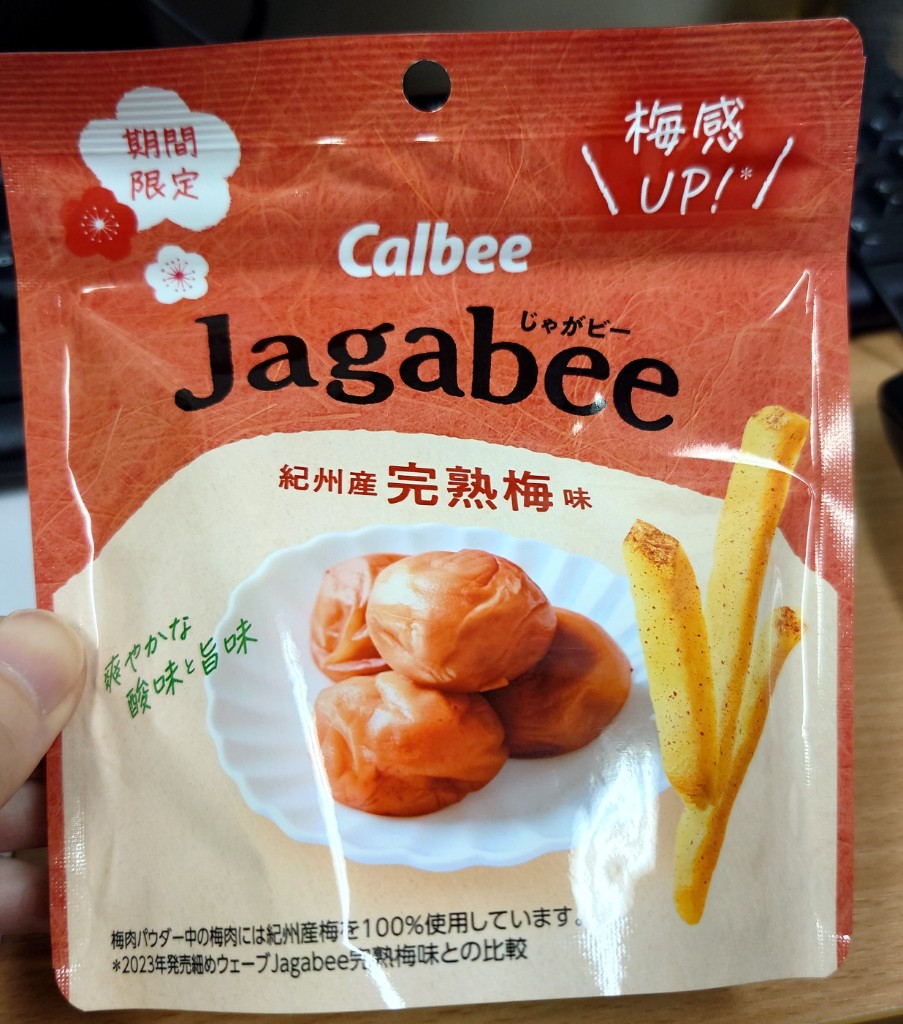 期間
限定
梅感
UP!*
Calbee
じゃがビー
Jagabee
紀州産 完熟梅 味
爽やかな
酸味と旨味
梅肉パウダー中の梅肉には紀州産梅を100%使用しています。
*2023年発売細めウェーブJagabee完熟梅味との比較